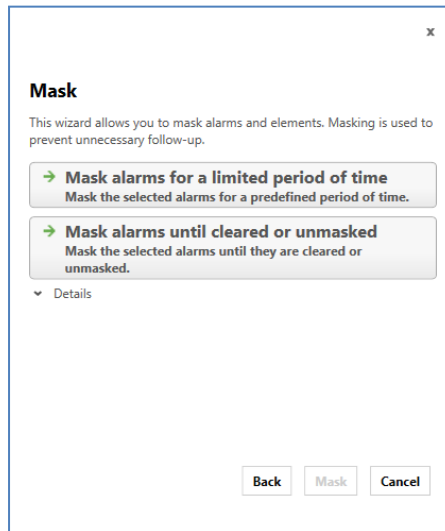 x
Mask
This wizard allows you to mask alarms and elements. Masking is used to
prevent unnecessary follow-up.
Mask alarms for a limited period of time
Mask the selected alarms for a predefined period of time.
Mask alarms until cleared or unmasked
Mask the selected alarms until they are cleared or
unmasked.
Details
Back Mask Cancel